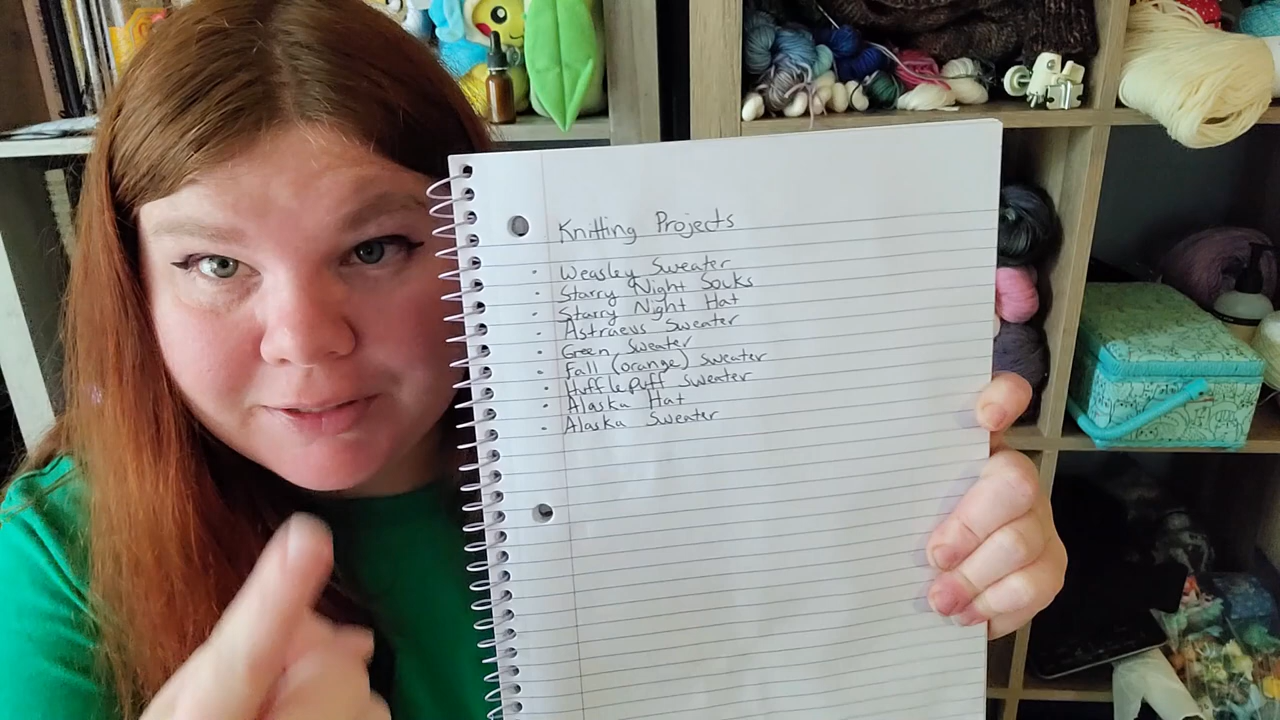 Knitting Projects
· Weasley Sweater
· Starry Night Socks
· Starry Night Hat
· Astraeus Sweater
· Green Sweater
· Fall (orange) sweater
· Hufflepuff sweater
· Alaska Hat
· Alaska Sweater